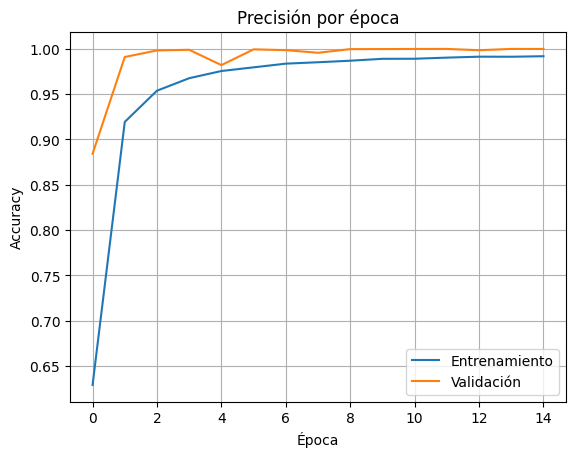 Precisión por época
1.00
0.95
0.90
0.85
0.80
0.75
0.70
0.65
Accuracy
0 2 4 6 8 10 12 14
Época
Entrenamiento
Validación